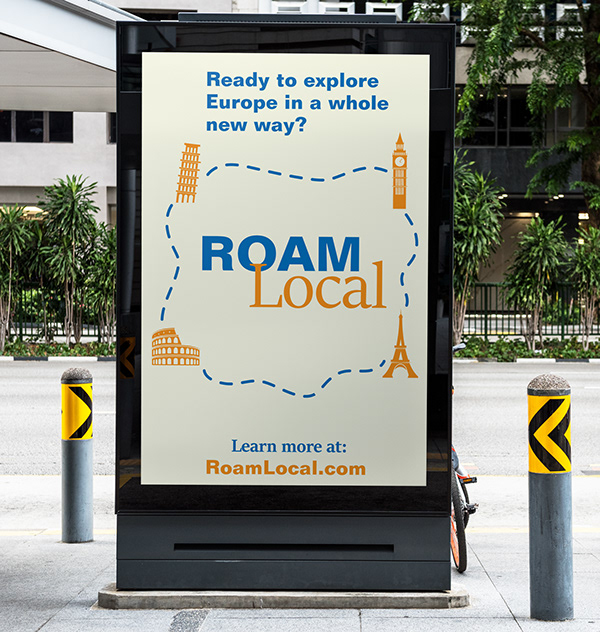 Ready to explore
Europe in a whole
new way?
ROAM
Local
Learn more at:
RoamLocal.com